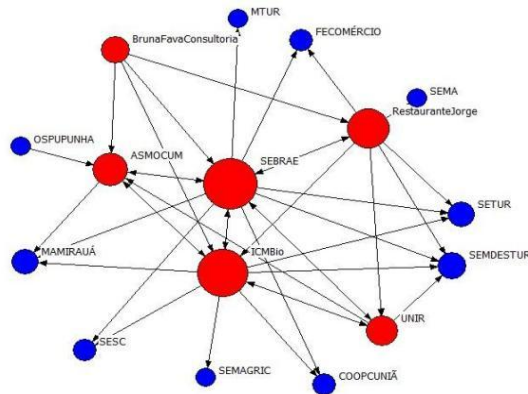 MTUR
BrunaFavaConsultoria
FECOMÉRCIO
SEMA
RestauranteJorge
OSPUPUNHA
ASMOCUM
SEBRAE
SETUR
MAMIRAUÁ
ICMBio
SEMDESTUR
UNIR
SESC
SEMAGRIC
COOPCUNIÃ